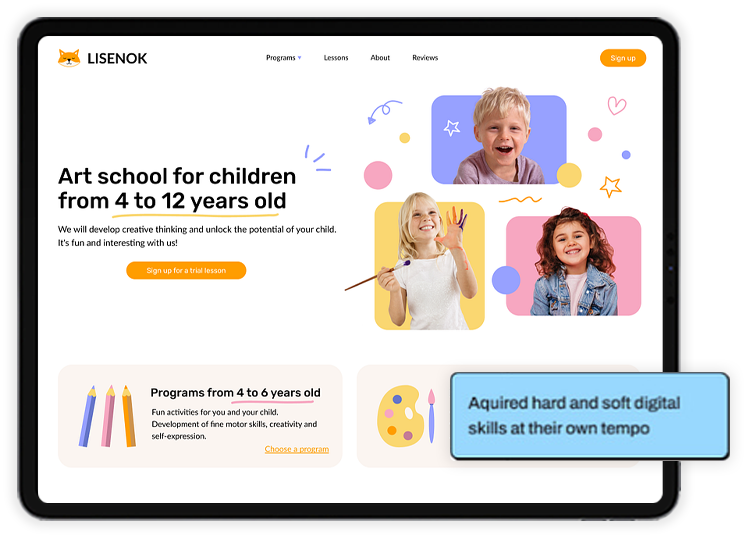 LISENOK
Programs
Lessons
About
Reviews
Sign up
Art school for children
from 4 to 12 years old
We will develop creative thinking and unlock the potential of your child.
It's fun and interesting with us!
Sign up for a trial lesson
Programs from 4 to 6 years old
Fun activities for you and your child.
Development of fine motor skills, creativity and
self-expression.
Choose a program
Aquired hard and soft digital
skills at their own tempo